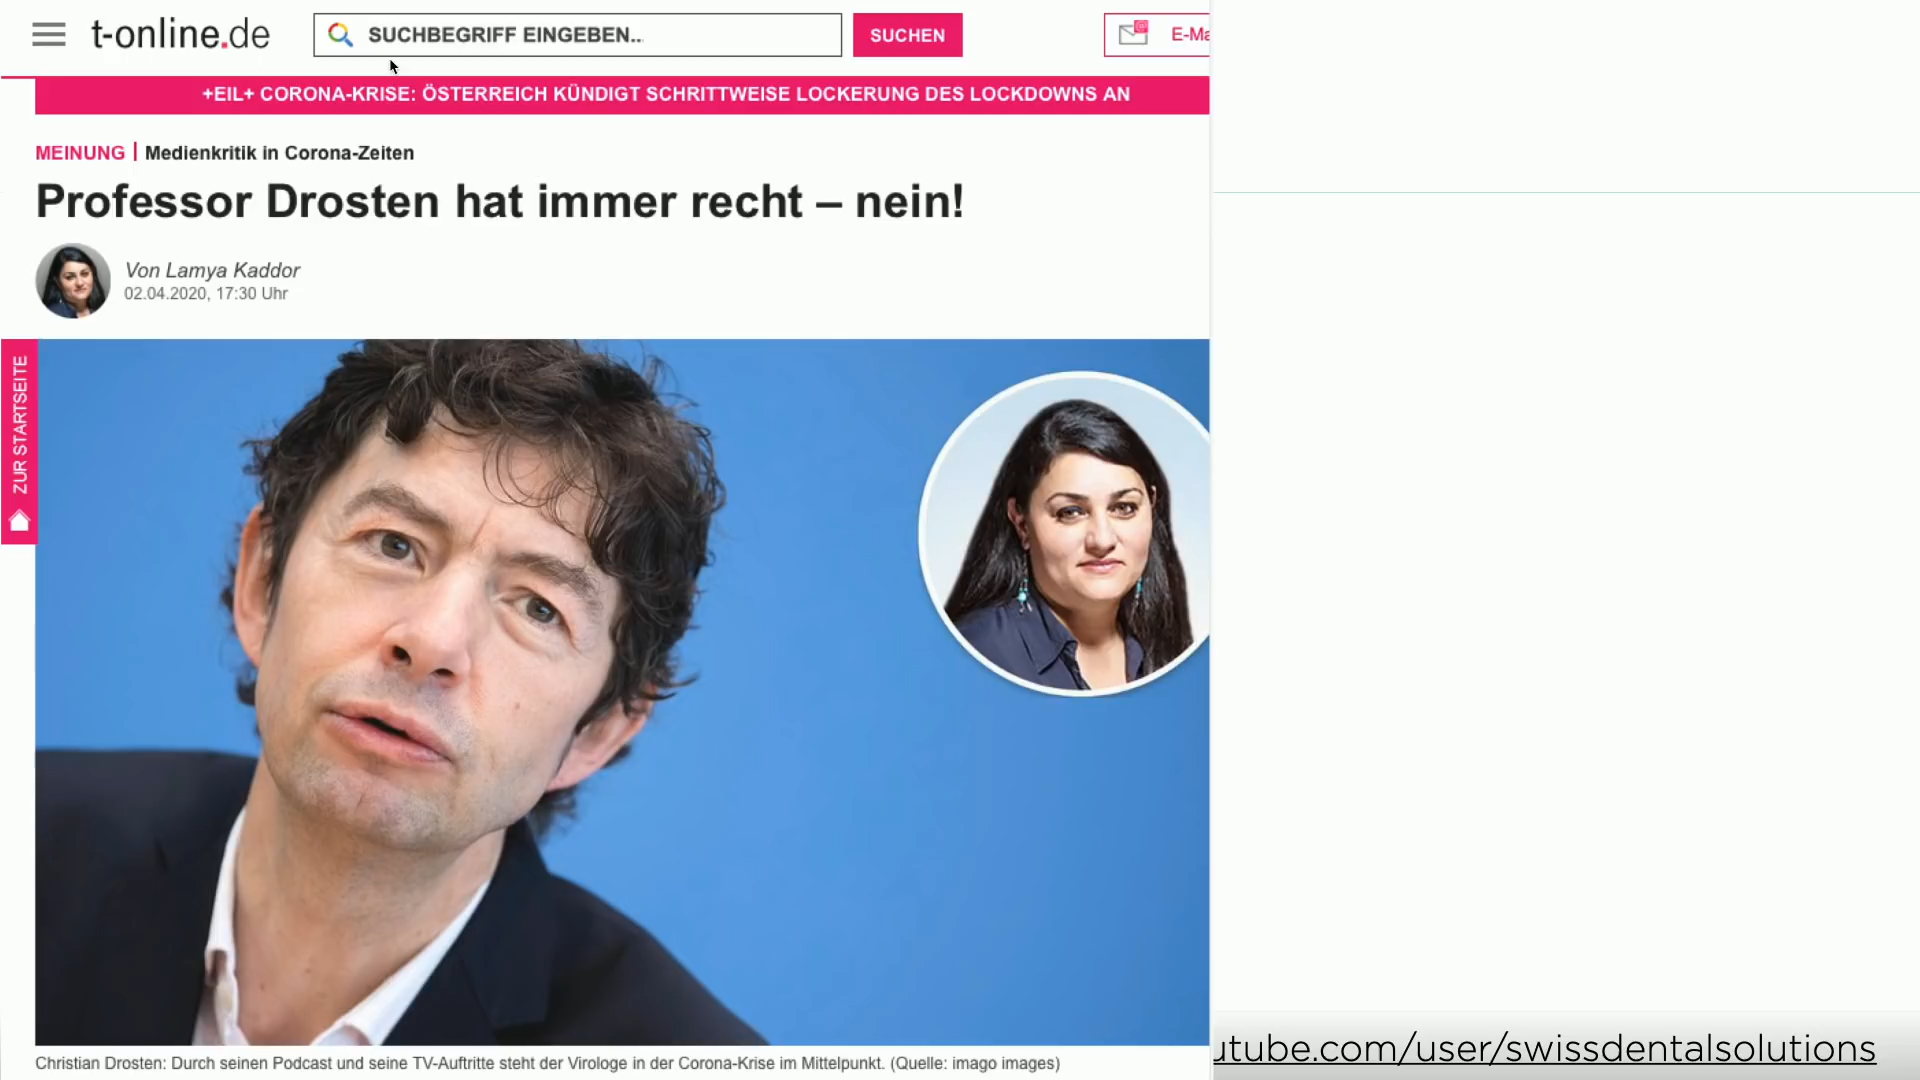 t-online.de
SUCHBEGRIFF EINGEBEN...
SUCHEN
+EIL+ CORONA-KRISE: ÖSTERREICH KÜNDIGT SCHRITTWEISE LOCKERUNG DES LOCKDOWNS AN
MEINUNG | Medienkritik in Corona-Zeiten
Professor Drosten hat immer recht – nein!
Von Lamya Kaddor
02.04.2020, 17:30 Uhr
ZUR STARTSEITE
Christian Drosten: Durch seinen Podcast und seine TV-Auftritte steht der Virologe in der Corona-Krise im Mittelpunkt. (Quelle: imago images)
utube.com/user/swissdentalsolutions